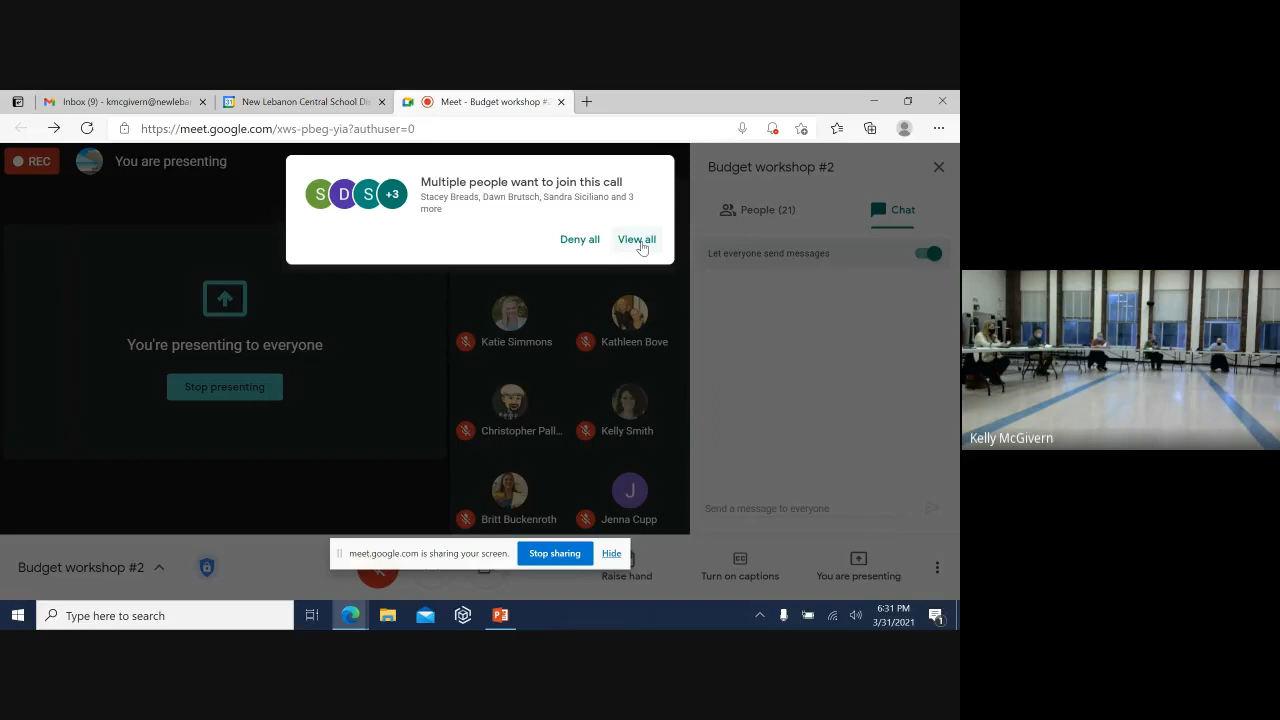 Inbox (9) - kmcgivern@newleba
New Lebanon Central School Di
Meet - Budget workshop #
https://meet.google.com/xws-pbeg-yia?authuser=0
REC
You are presenting
Multiple people want to join this call
S
D
S
+3
Stacey Breads, Dawn Brutsch, Sandra Siciliano and 3
more
Deny all
View all
Budget workshop #2
People (21)
Chat
Let everyone send messages
You're presenting to everyone
Stop presenting
Katie Simmons
Kathleen Bove
Christopher Pall...
Kelly Smith
Britt Buckenroth
J
Jenna Cupp
Kelly McGivern
Send a message to everyone
meet.google.com is sharing your screen.
Stop sharing
Hide
Budget workshop #2
Raise hand
CC
Turn on captions
You are presenting
Type here to search
6:31 PM
3/31/2021
1